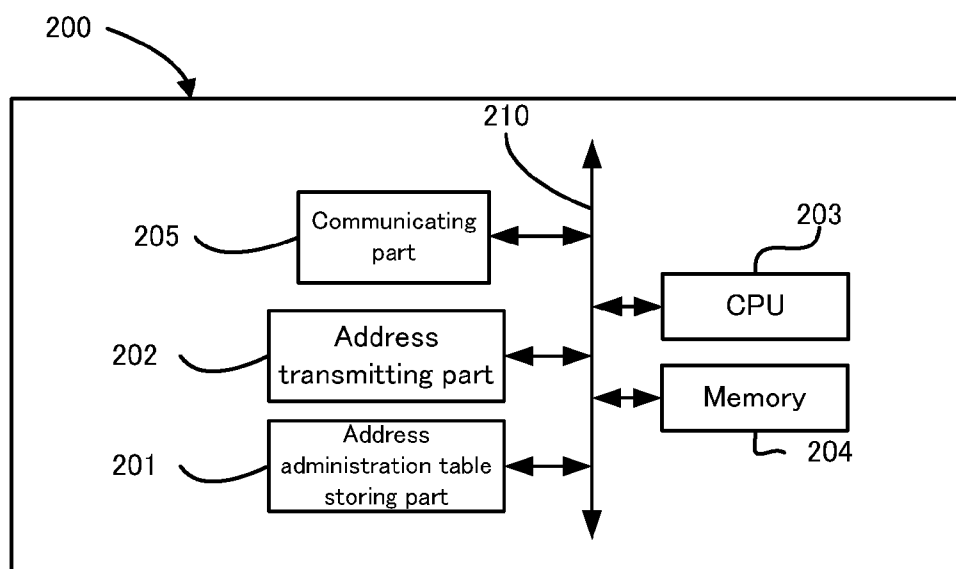 200
210
Communicating
part
205
203
CPU
Address
transmitting part
202
Memory
204
Address
administration table
storing part
201